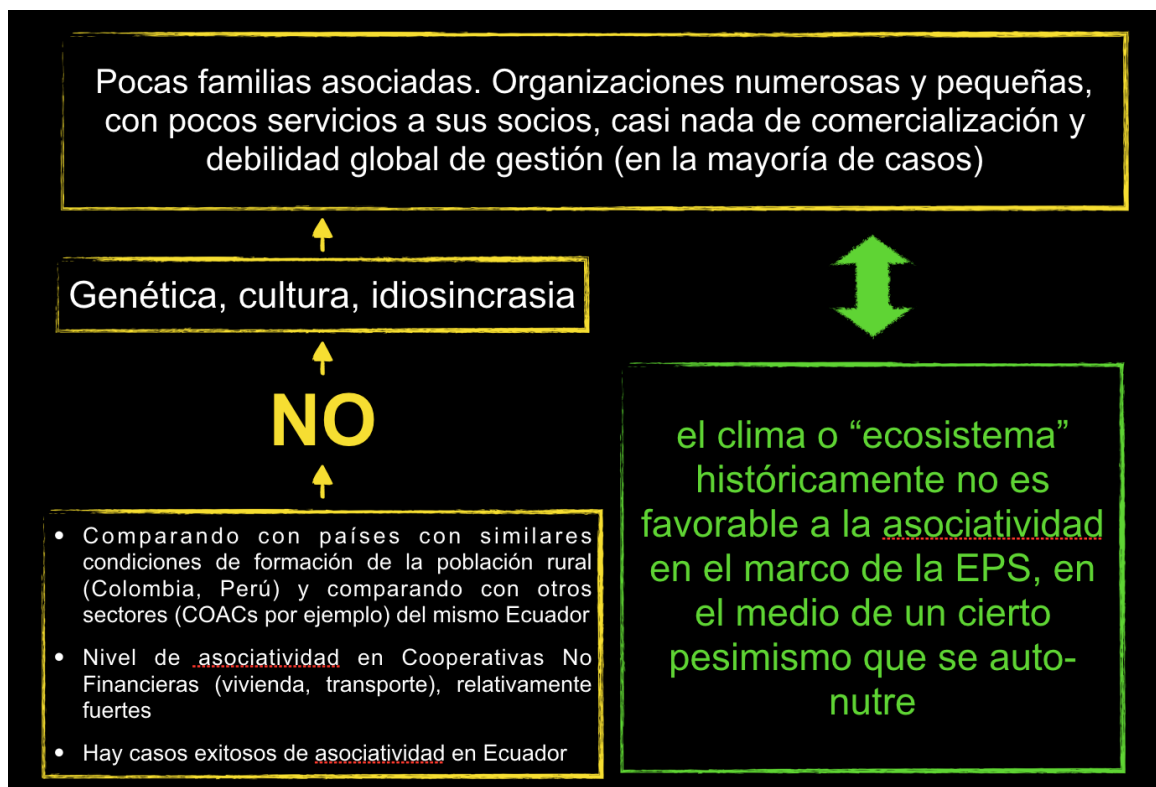 Pocas familias asociadas. Organizaciones numerosas y pequeñas,
con pocos servicios a sus socios, casi nada de comercialización y
debilidad global de gestión (en la mayoría de casos)
Genética, cultura, idiosincrasia
NO
• Comparando con países con similares
condiciones de formación de la población rural
(Colombia, Perú) y comparando con otros
sectores (COACs por ejemplo) del mismo Ecuador
• Nivel de asociatividad en Cooperativas No
Financieras (vivienda, transporte), relativamente
fuertes
• Hay casos exitosos de asociatividad en Ecuador
el clima o “ecosistema”
históricamente no es
favorable a la asociatividad
en el marco de la EPS, en
el medio de un cierto
pesimismo que se auto-
nutre